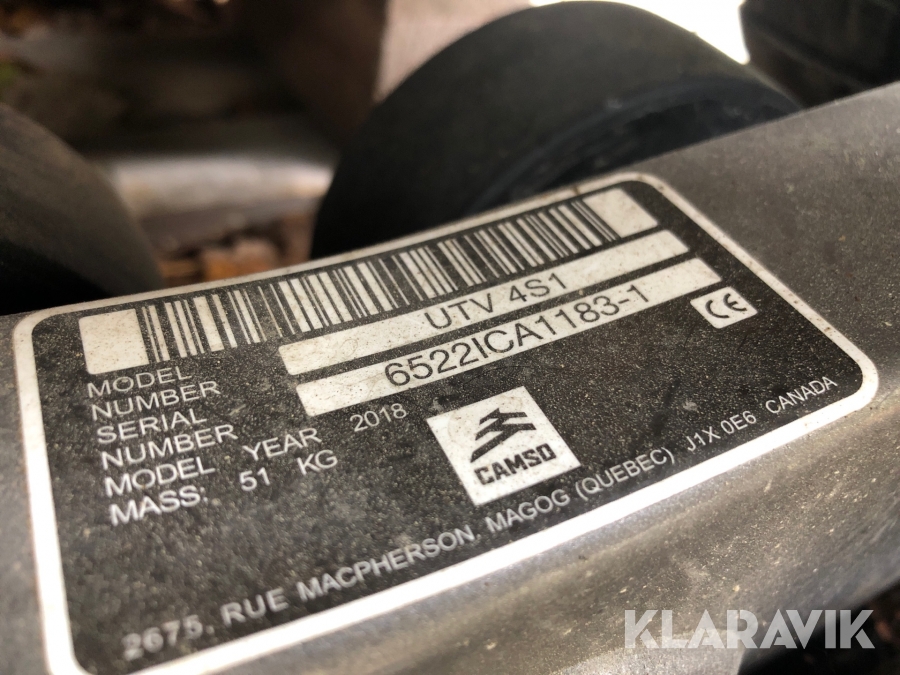 MODEL NUMBER UTV 4S1
SERIAL NUMBER 6522ICA1183-1
MODEL YEAR 2018
MASS: 51 KG
CE
CAMSO
2675, RUE MACPHERSON, MAGOG (QUEBEC) J1X 0E6 CANADA
KLARAVIK